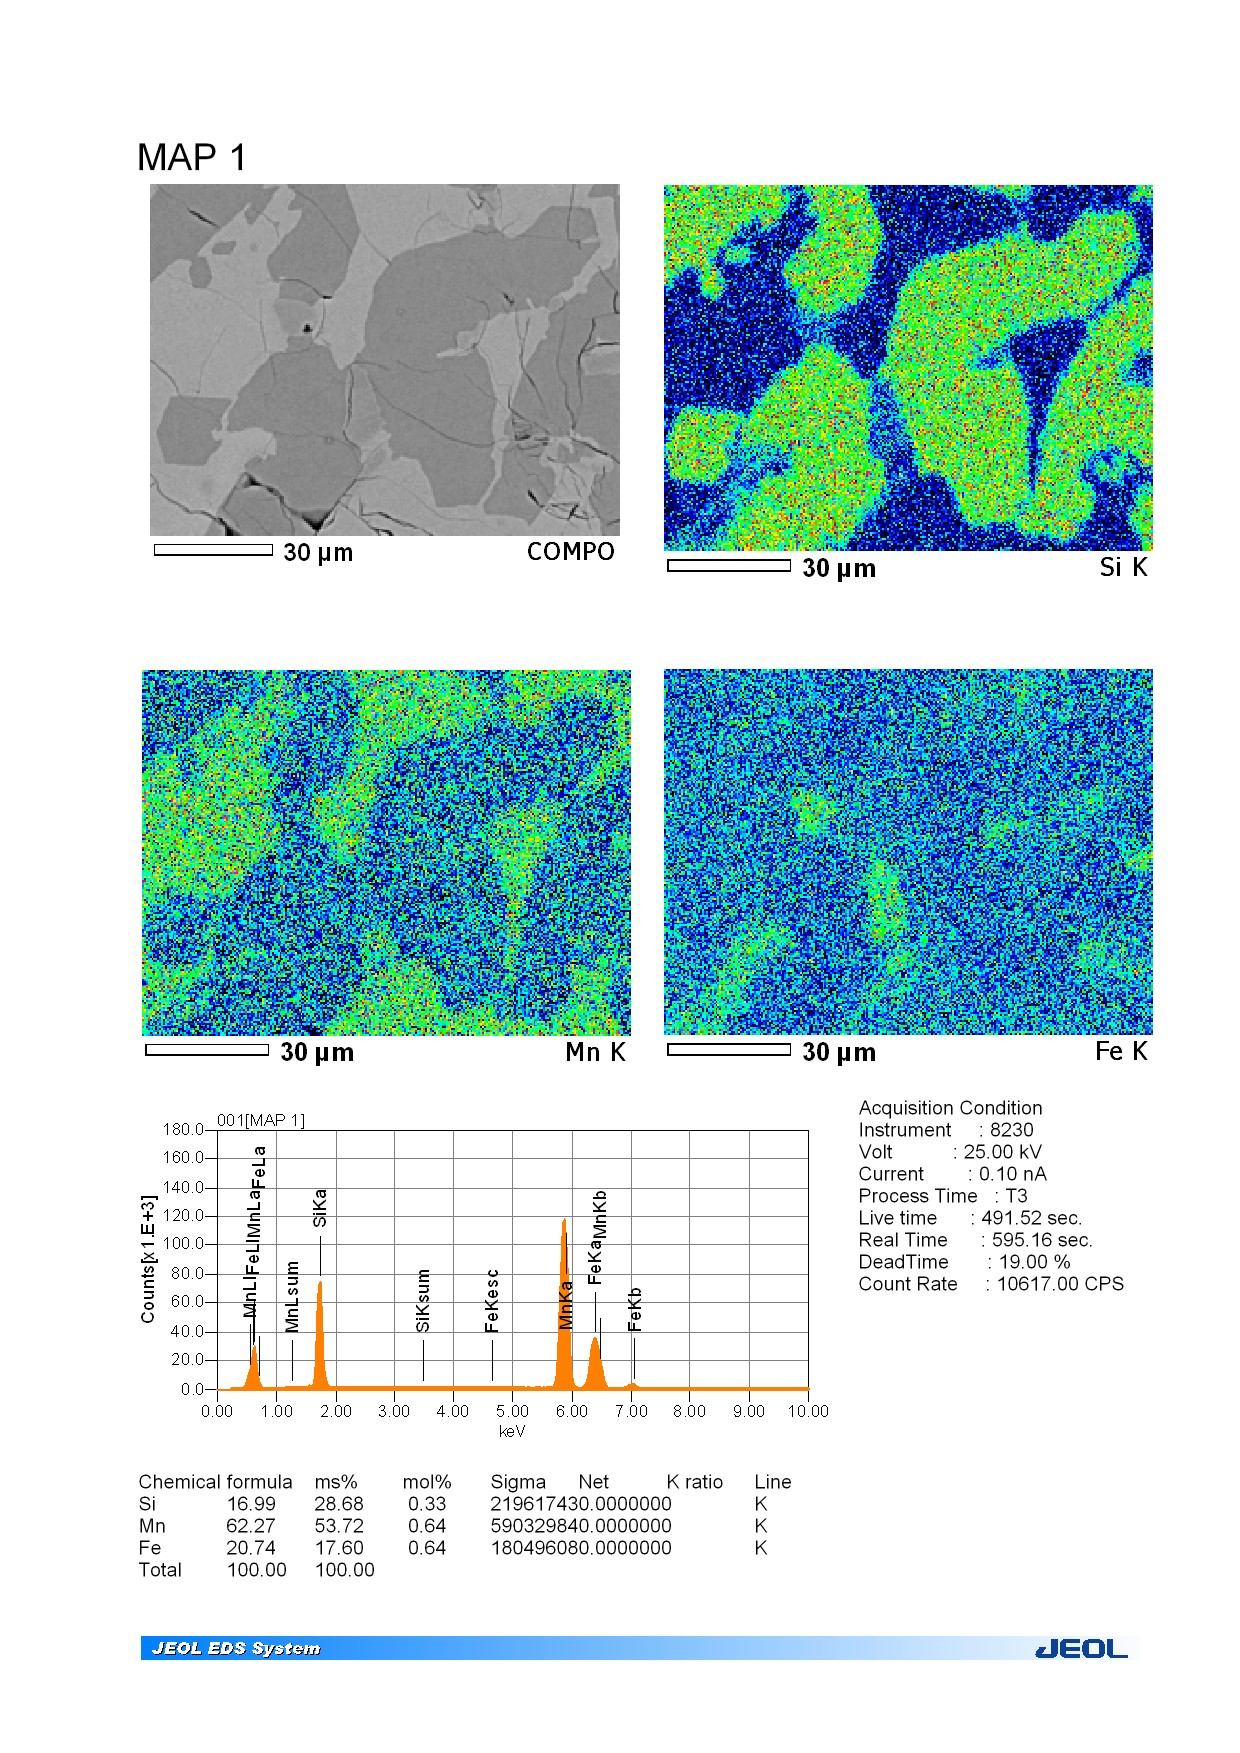 MAP 1
30 µm COMPO
30 µm Si K
30 µm Mn K
30 µm Fe K
Acquisition Condition
Instrument : 8230
Volt : 25.00 kV
Current : 0.10 nA
Process Time : T3
Live time : 491.52 sec.
Real Time : 595.16 sec.
DeadTime : 19.00 %
Count Rate : 10617.00 CPS
001[MAP 1]
Counts[x1.E+3]
180.0
160.0
140.0
120.0
100.0
80.0
60.0
40.0
20.0
0.0
MnLl
FeLl
MnLa
FeLa
MnLsum
SiKa
SiKsum
FeKesc
MnKa
FeKa
MnKb
FeKb
0.00 1.00 2.00 3.00 4.00 5.00 6.00 7.00 8.00 9.00 10.00
keV
Chemical formula ms% mol% Sigma Net K ratio Line
Si 16.99 28.68 0.33 219617430.0000000 K
Mn 62.27 53.72 0.64 590329840.0000000 K
Fe 20.74 17.60 0.64 180496080.0000000 K
Total 100.00 100.00
JEOL EDS System JEOL